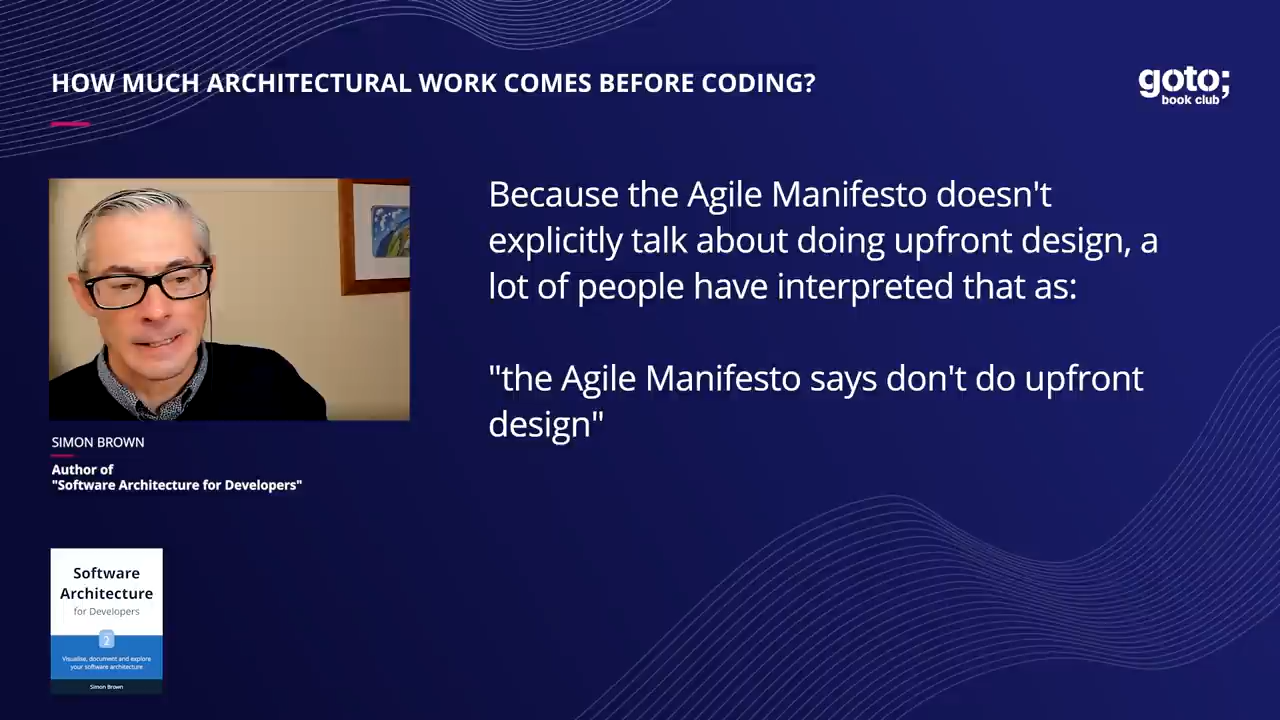 HOW MUCH ARCHITECTURAL WORK COMES BEFORE CODING?
goto;
book club
Because the Agile Manifesto doesn't
explicitly talk about doing upfront design, a
lot of people have interpreted that as:
"the Agile Manifesto says don't do upfront
design"
SIMON BROWN
Author of
"Software Architecture for Developers"
Software
Architecture
for Developers
2
Visualise, document and explore
your software architecture
Simon Brown